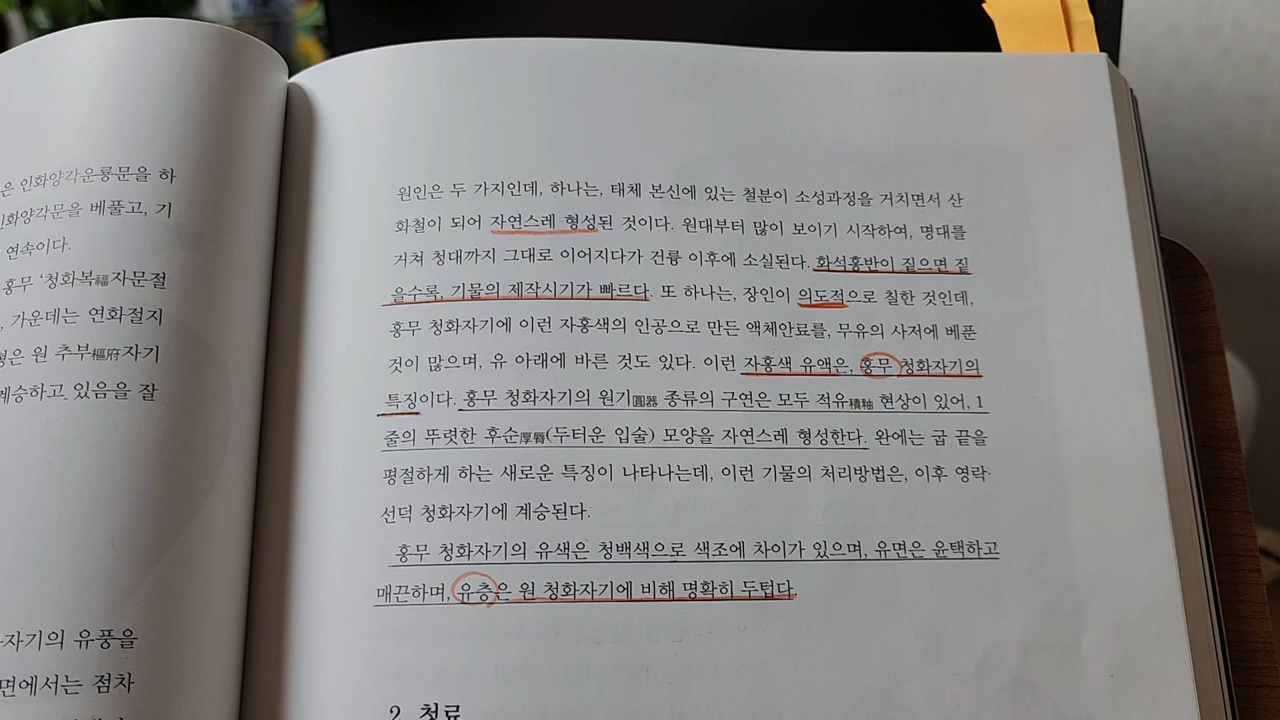 은 인화양각운룡문을 하
인화양각문을 베풀고, 기
연속이다.
홍무 '청화복福자문절
, 가운데는 연화절지
형은 원 추부樞府자기
계승하고 있음을 잘
자기의 유풍을
면에서는 점차
원인은 두 가지인데, 하나는, 태체 본신에 있는 철분이 소성과정을 거치면서 산
화철이 되어 자연스레 형성된 것이다. 원대부터 많이 보이기 시작하여, 명대를
거쳐 청대까지 그대로 이어지다가 건륭 이후에 소실된다. 화석홍반이 짙으면 짙
을수록, 기물의 제작시기가 빠르다. 또 하나는, 장인이 의도적으로 칠한 것인데,
홍무 청화자기에 이런 자홍색의 인공으로 만든 액체안료를, 무유의 사저에 베푼
것이 많으며, 유 아래에 바른 것도 있다. 이런 자홍색 유액은, 홍무 청화자기의
특징이다. 홍무 청화자기의 원기圓器 종류의 구연은 모두 적유積釉 현상이 있어, 1
줄의 뚜렷한 후순厚脣(두터운 입술) 모양을 자연스레 형성한다. 완에는 굽 끝을
평절하게 하는 새로운 특징이 나타나는데, 이런 기물의 처리방법은, 이후 영락·
선덕 청화자기에 계승된다.
홍무 청화자기의 유색은 청백색으로 색조에 차이가 있으며, 유면은 윤택하고
매끈하며, 유층은 원 청화자기에 비해 명확히 두텁다.
2. 청료